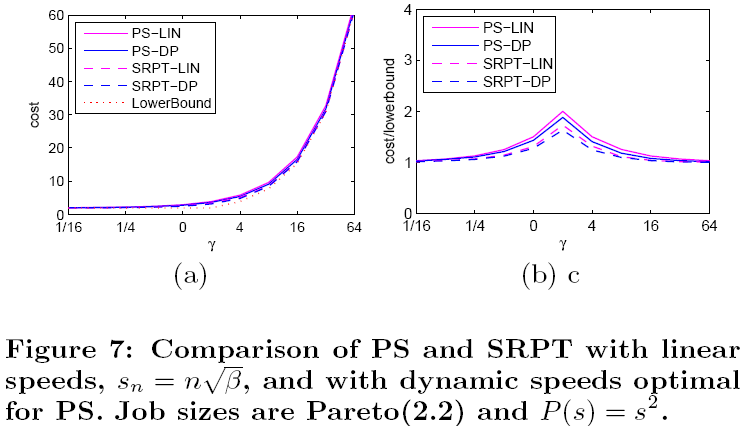 60
50
40
30
20
10
0
cost
PS−LIN
PS−DP
SRPT−LIN
SRPT−DP
LowerBound
1/16 1/4 0 4 16 64
γ
(a)
4
3
2
1
0
cost/lowerbound
PS−LIN
PS−DP
SRPT−LIN
SRPT−DP
1/16 1/4 0 4 16 64
γ
(b) c
Figure 7: Comparison of PS and SRPT with linear
speeds, sₙ = n√β, and with dynamic speeds optimal
for PS. Job sizes are Pareto(2.2) and P(s) = s².